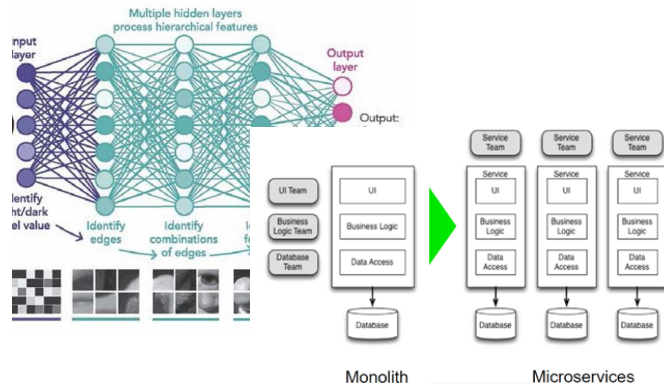 Multiple hidden layers
process hierarchical features
Input
layer
Output
layer
Output:
Identify
ht/dark
el value
Identify
edges
Identify
combinations
of edges
UI Team
Business
Logic Team
Database
Team
UI
Business Logic
Data Access
Database
Monolith
Service
Team
Service
UI
Business
Logic
Data
Access
Database
Service
Team
Service
UI
Business
Logic
Data
Access
Database
Service
Team
Service
UI
Business
Logic
Data
Access
Database
Microservices